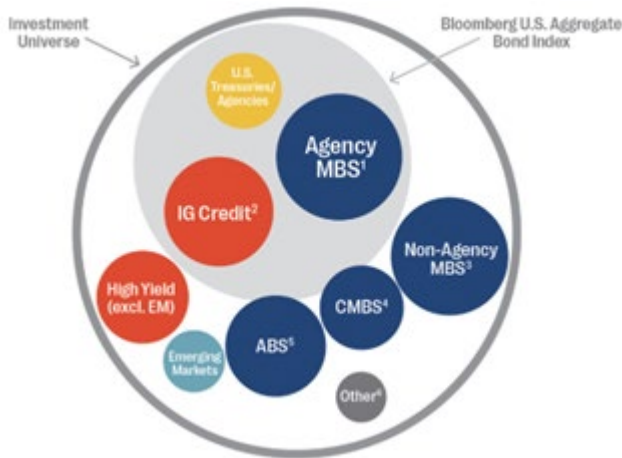 Investment
Universe
Bloomberg U.S. Aggregate
Bond Index
U.S.
Treasuries/
Agencies
Agency
MBS¹
IG Credit²
Non-Agency
MBS³
High Yield
(excl. EM)
CMBS⁴
ABS⁵
Emerging
Markets
Other⁶